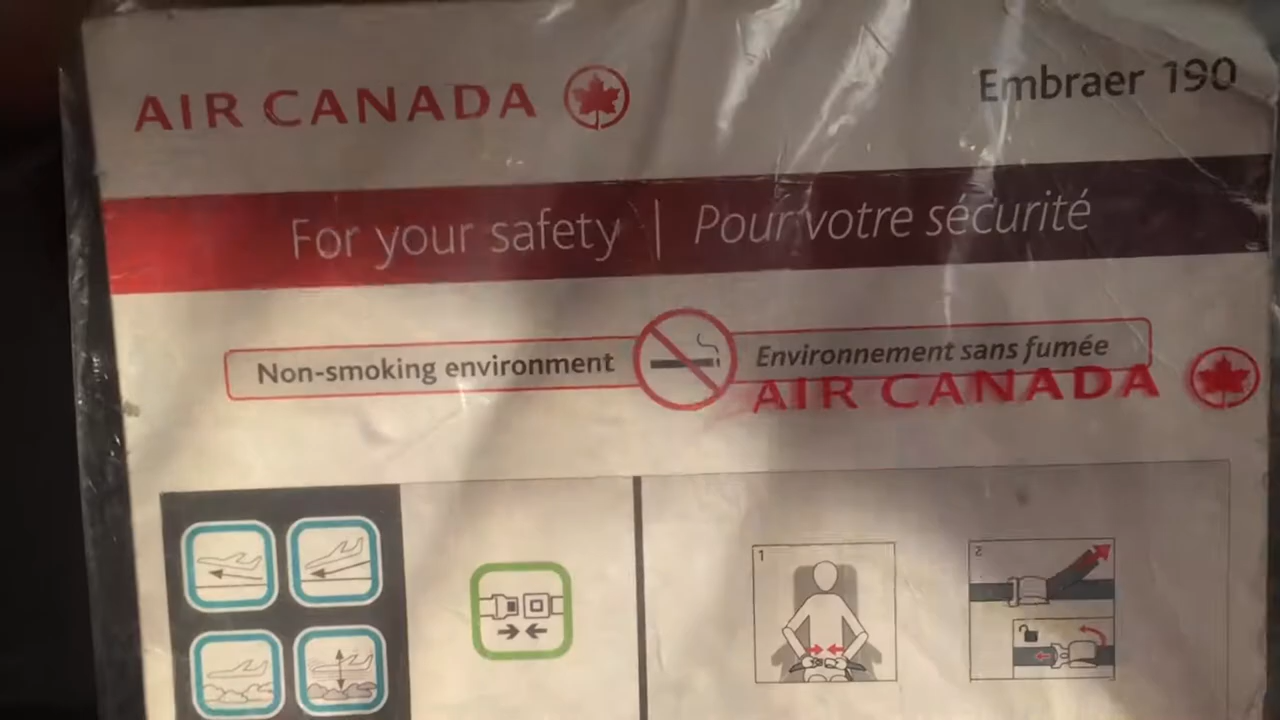 AIR CANADA
Embraer 190
For your safety | Pour votre sécurité
Non-smoking environment
Environnement sans fumée
AIR CANADA
1
2